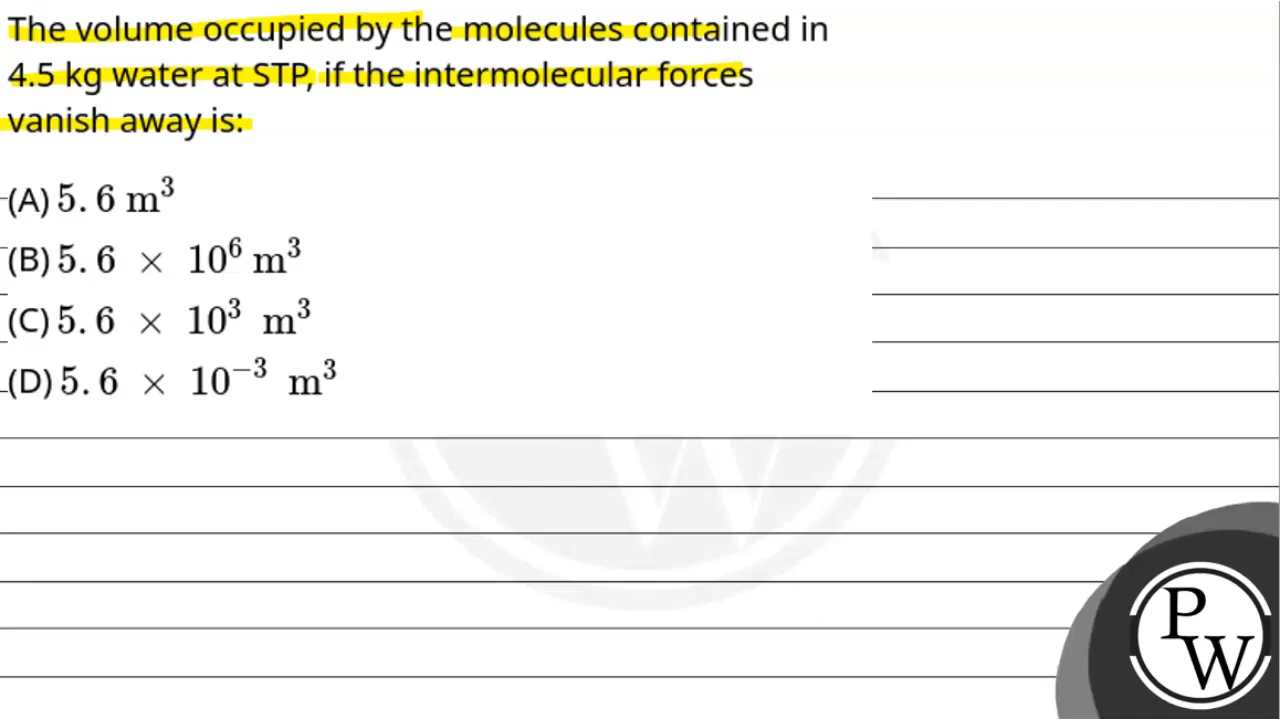 The volume occupied by the molecules contained in
4.5 kg water at STP, if the intermolecular forces
vanish away is:
(A) 5. 6 m³
(B) 5. 6 × 10⁶ m³
(C) 5. 6 × 10³ m³
(D) 5. 6 × 10⁻³ m³
W
P
W